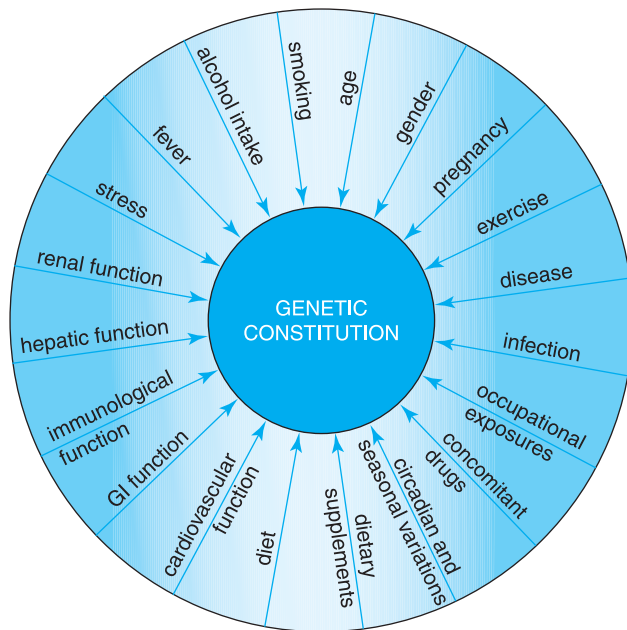 smoking
age
gender
pregnancy
exercise
disease
infection
occupational
exposures
concomitant
drugs
circadian and
seasonal variations
dietary
supplements
diet
cardiovascular
function
GI function
immunological
function
hepatic function
renal function
stress
fever
alcohol intake
GENETIC
CONSTITUTION